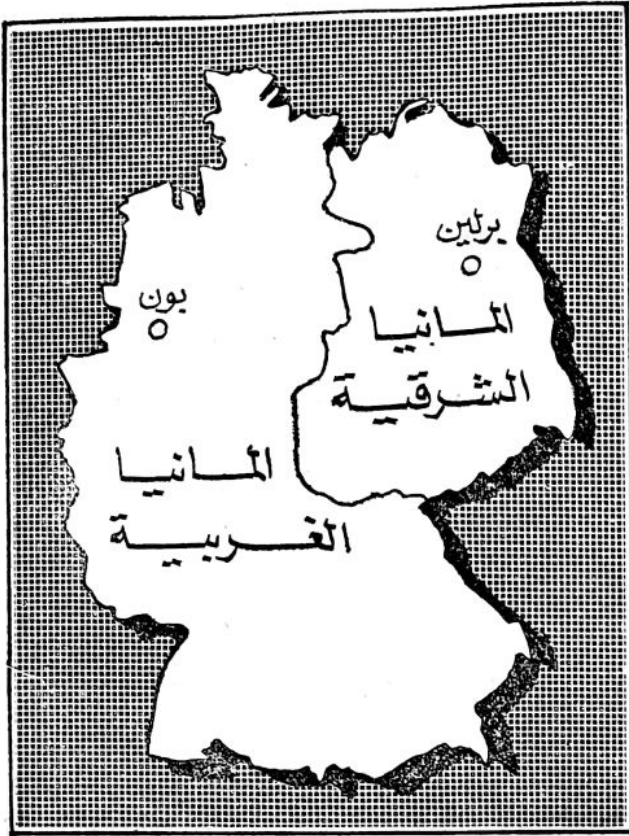 برلين
بون
المانيا
الشرقية
المانيا
الغربية